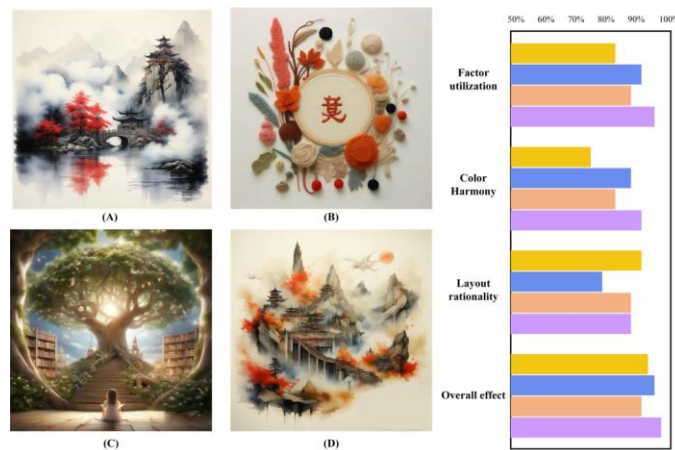 50% 60% 70% 80% 90% 100%
Factor
utilization
Color
Harmony
Layout
rationality
Overall effect
(A)
(B)
(C)
(D)